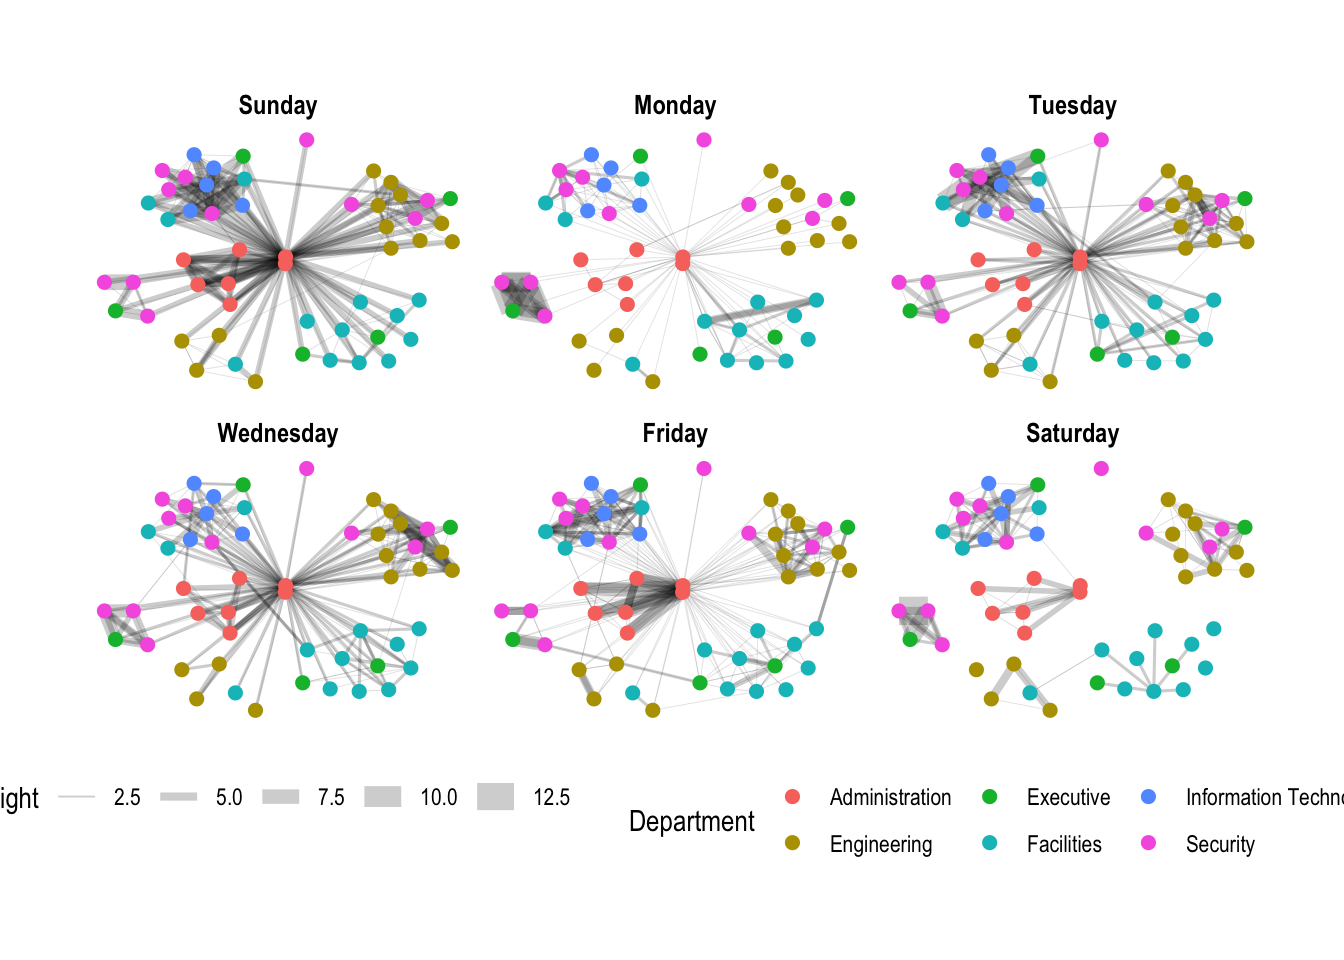 Sunday
Monday
Tuesday
Wednesday
Friday
Saturday
ight 2.5 5.0 7.5 10.0 12.5
Department
Administration Executive Information Techno
Engineering Facilities Security